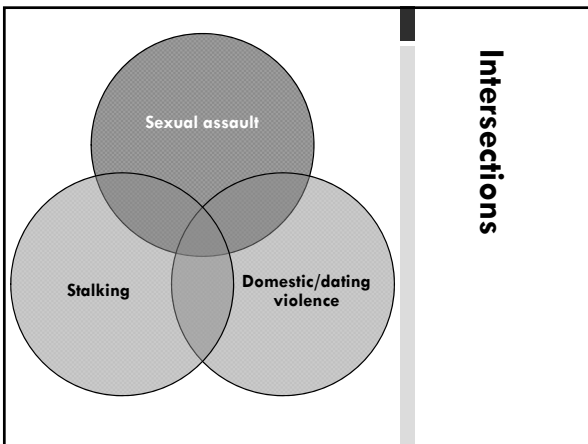 Sexual assault
Stalking
Domestic/dating
violence
Intersections